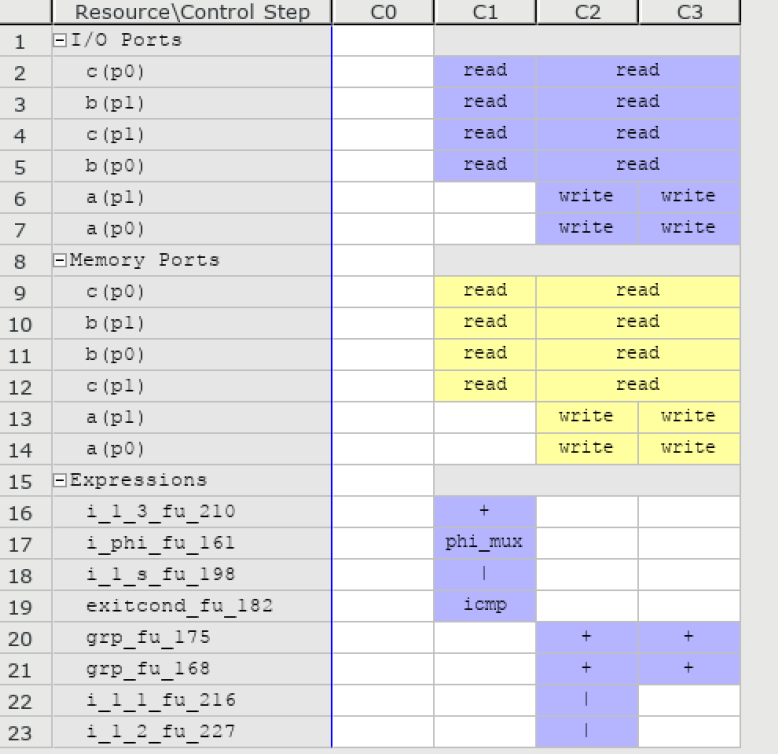 Resource\Control Step C0 C1 C2 C3
1 I/O Ports
2 c(p0) read read
3 b(p1) read read
4 c(p1) read read
5 b(p0) read read
6 a(p1) write write
7 a(p0) write write
8 Memory Ports
9 c(p0) read read
10 b(p1) read read
11 b(p0) read read
12 c(p1) read read
13 a(p1) write write
14 a(p0) write write
15 Expressions
16 i_1_3_fu_210 +
17 i_phi_fu_161 phi_mux
18 i_1_s_fu_198 |
19 exitcond_fu_182 icmp
20 grp_fu_175 + +
21 grp_fu_168 + +
22 i_1_1_fu_216 |
23 i_1_2_fu_227 |